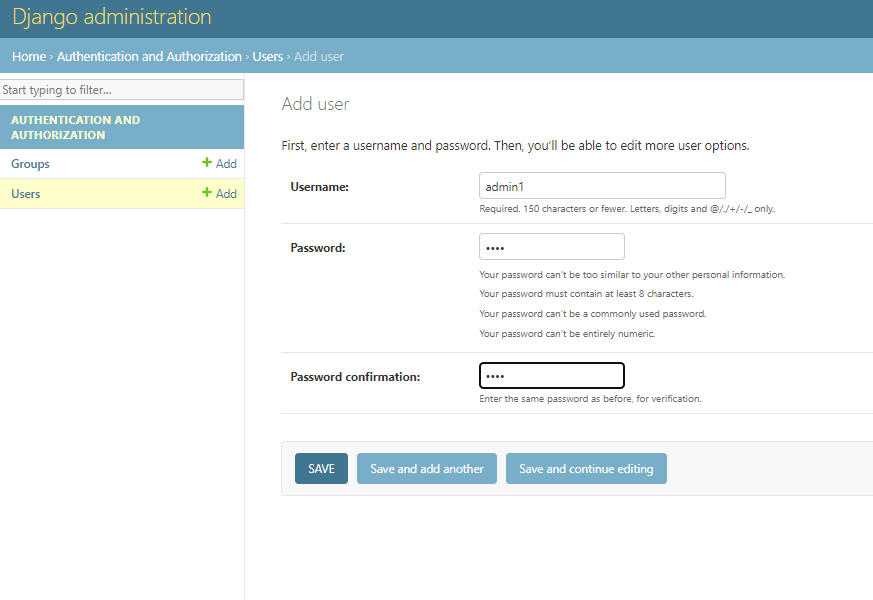 Django administration
Home › Authentication and Authorization › Users › Add user
Start typing to filter...
AUTHENTICATION AND
AUTHORIZATION
Groups + Add
Users + Add
Add user
First, enter a username and password. Then, you’ll be able to edit more user options.
Username: admin1
Required. 150 characters or fewer. Letters, digits and @/./+/-/_ only.
Password: ••••
Your password can’t be too similar to your other personal information.
Your password must contain at least 8 characters.
Your password can’t be a commonly used password.
Your password can’t be entirely numeric.
Password confirmation: ••••
Enter the same password as before, for verification.
SAVE Save and add another Save and continue editing